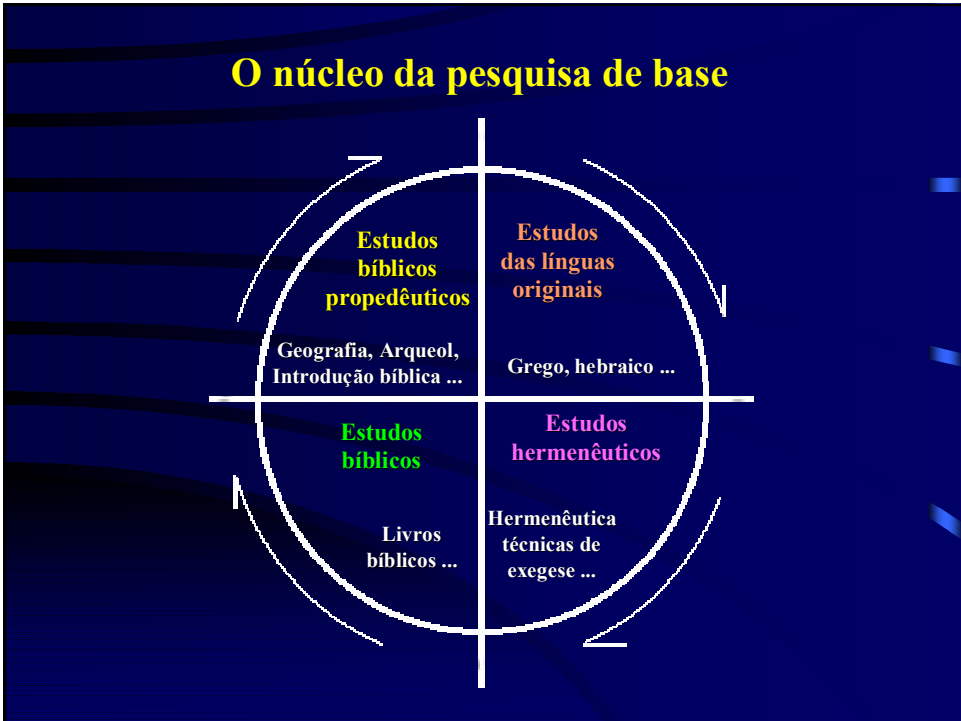 O núcleo da pesquisa de base
Estudos
bíblicos
propedêuticos
Geografia, Arqueol,
Introdução bíblica ...
Estudos
das línguas
originais
Grego, hebraico ...
Estudos
bíblicos
Livros
bíblicos ...
Estudos
hermenêuticos
Hermenêutica
técnicas de
exegese ...